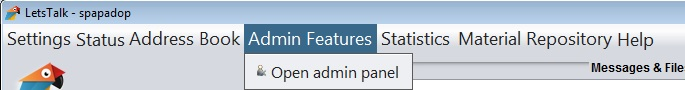 LetsTalk - spapadop
Settings Status Address Book Admin Features Statistics Material Repository Help
Open admin panel
Messages & File